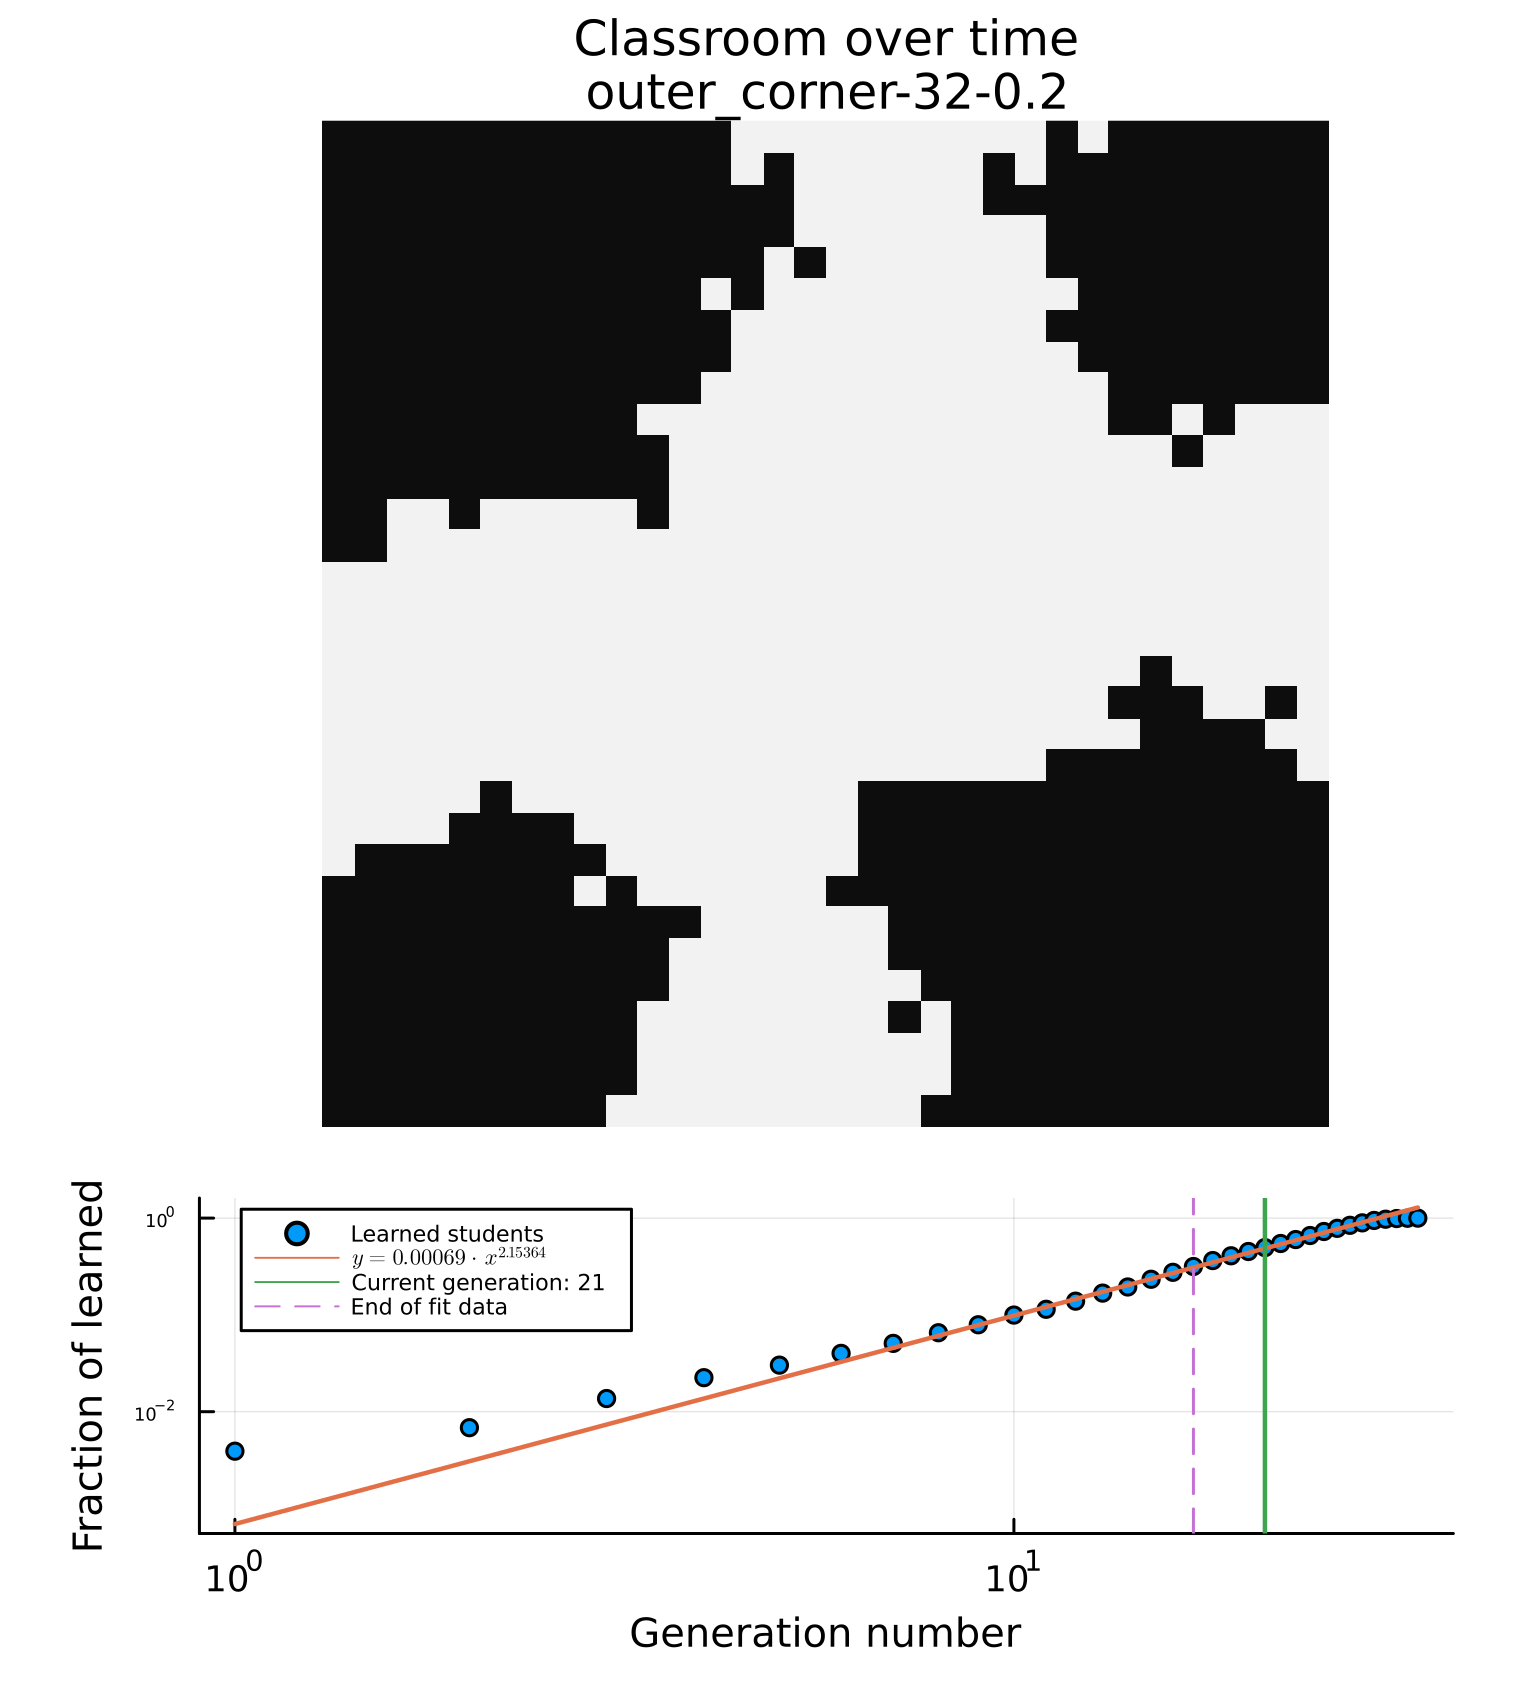 Classroom over time
outer_corner-32-0.2
Fraction of learned
10^0
10^-2
Learned students
y = 0.00069 · x^2.15364
Current generation: 21
End of fit data
10^0
10^1
Generation number